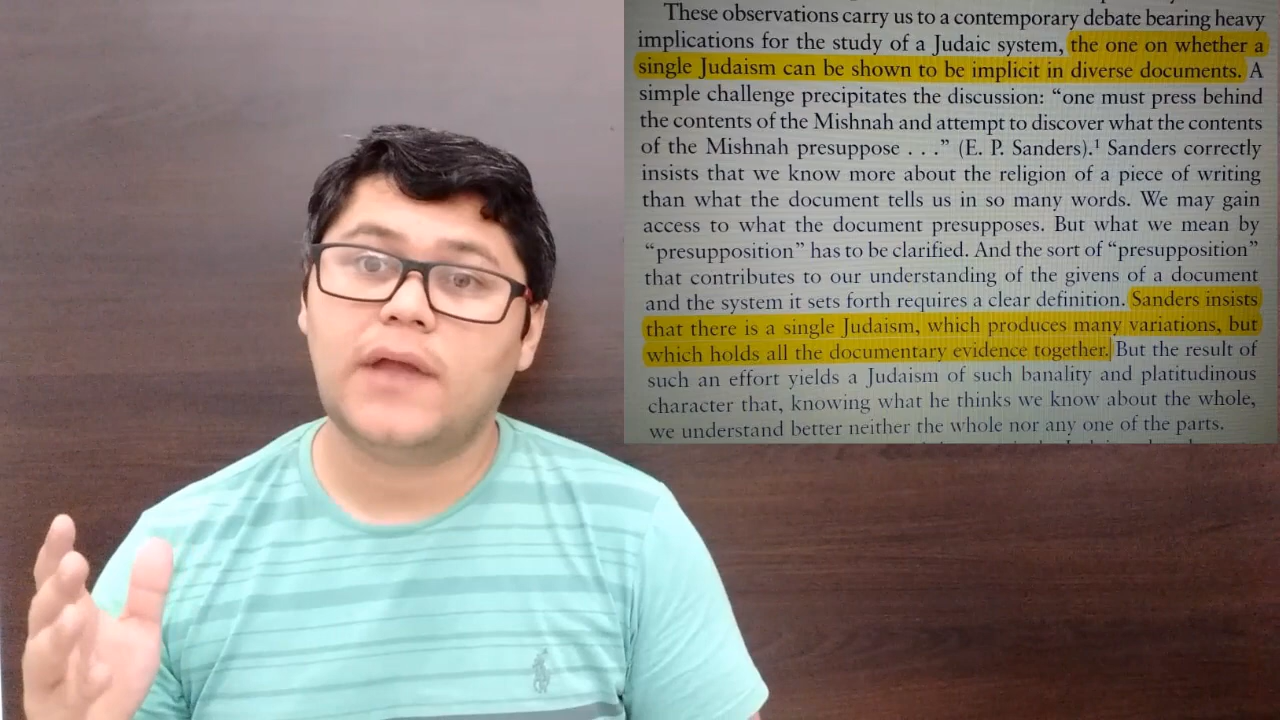 These observations carry us to a contemporary debate bearing heavy
implications for the study of a Judaic system, the one on whether a
single Judaism can be shown to be implicit in diverse documents. A
simple challenge precipitates the discussion: “one must press behind
the contents of the Mishnah and attempt to discover what the contents
of the Mishnah presuppose . . .” (E. P. Sanders).¹ Sanders correctly
insists that we know more about the religion of a piece of writing
than what the document tells us in so many words. We may gain
access to what the document presupposes. But what we mean by
“presupposition” has to be clarified. And the sort of “presupposition”
that contributes to our understanding of the givens of a document
and the system it sets forth requires a clear definition. Sanders insists
that there is a single Judaism, which produces many variations, but
which holds all the documentary evidence together. But the result of
such an effort yields a Judaism of such banality and platitudinous
character that, knowing what he thinks we know about the whole,
we understand better neither the whole nor any one of the parts.